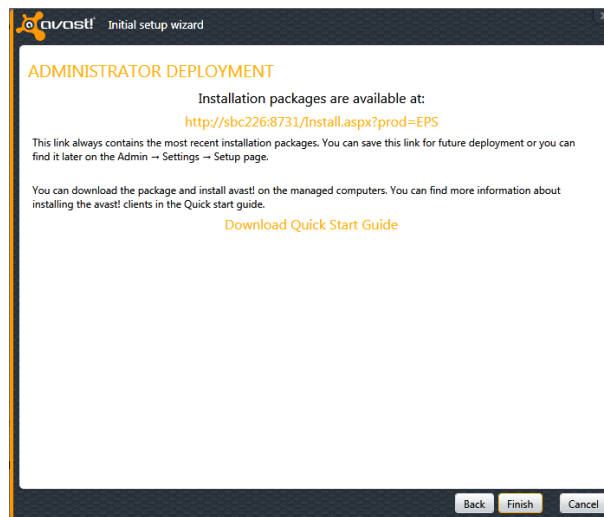 avast! Initial setup wizard
ADMINISTRATOR DEPLOYMENT
Installation packages are available at:
http://sbc226:8731/Install.aspx?prod=EPS
This link always contains the most recent installation packages. You can save this link for future deployment or you can
find it later on the Admin → Settings → Setup page.
You can download the package and install avast! on the managed computers. You can find more information about
installing the avast! clients in the Quick start guide.
Download Quick Start Guide
Back Finish Cancel